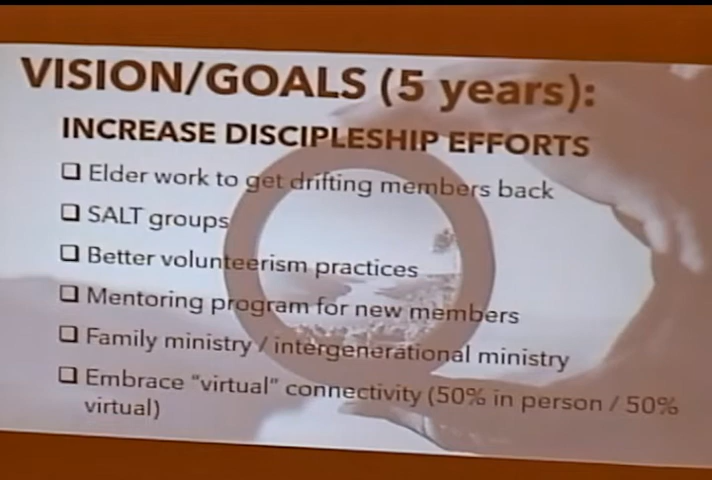 VISION/GOALS (5 years):
INCREASE DISCIPLESHIP EFFORTS
❑ Elder work to get drifting members back
❑ SALT groups
❑ Better volunteerism practices
❑ Mentoring program for new members
❑ Family ministry / intergenerational ministry
❑ Embrace "virtual" connectivity (50% in person / 50%
virtual)